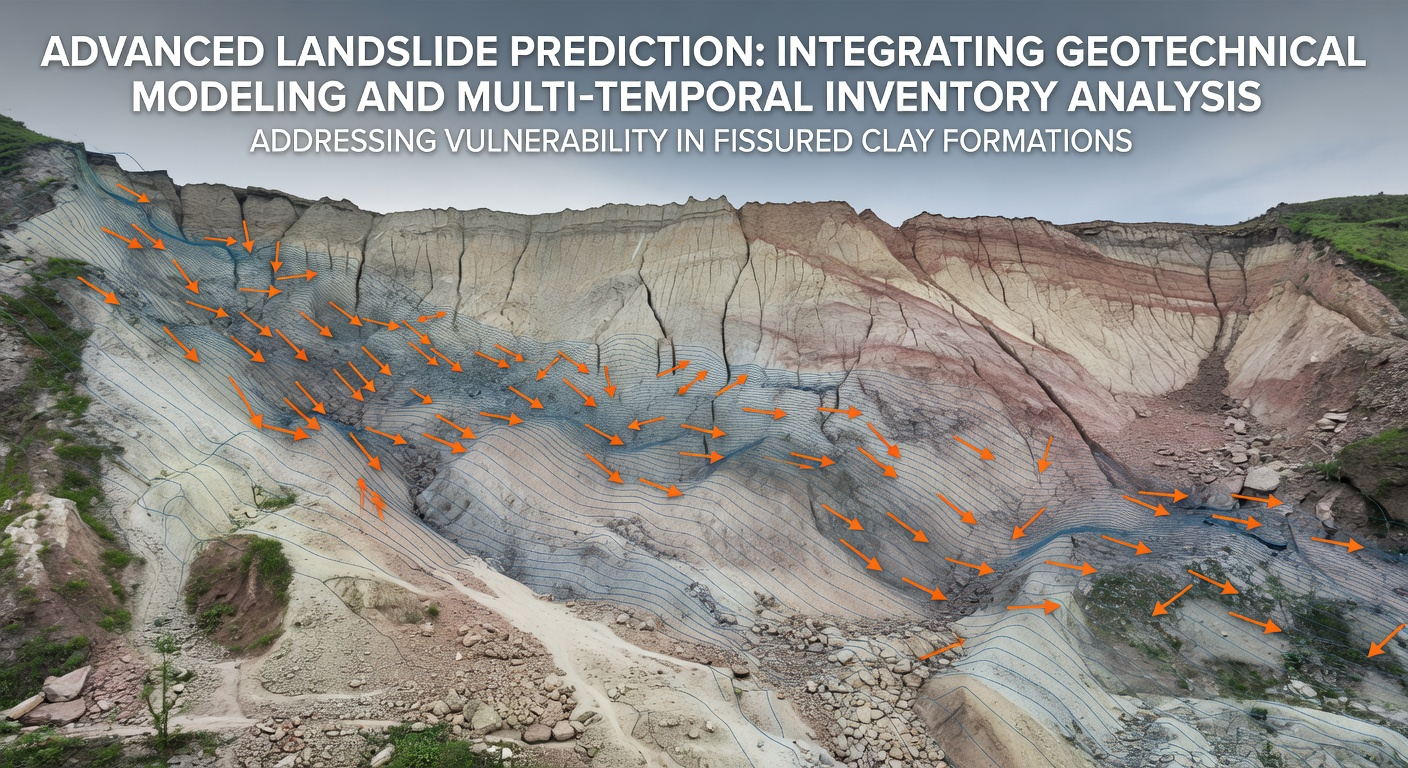 ADVANCED LANDSLIDE PREDICTION: INTEGRATING GEOTECHNICAL
MODELING AND MULTI-TEMPORAL INVENTORY ANALYSIS
ADDRESSING VULNERABILITY IN FISSURED CLAY FORMATIONS